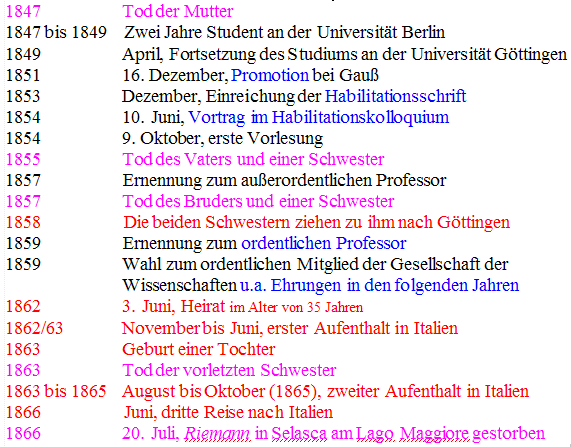 1847 Tod der Mutter
1847 bis 1849 Zwei Jahre Student an der Universität Berlin
1849 April, Fortsetzung des Studiums an der Universität Göttingen
1851 16. Dezember, Promotion bei Gauß
1853 Dezember, Einreichung der Habilitationsschrift
1854 10. Juni, Vortrag im Habilitationskolloquium
1854 9. Oktober, erste Vorlesung
1855 Tod des Vaters und einer Schwester
1857 Ernennung zum außerordentlichen Professor
1857 Tod des Bruders und einer Schwester
1858 Die beiden Schwestern ziehen zu ihm nach Göttingen
1859 Ernennung zum ordentlichen Professor
1859 Wahl zum ordentlichen Mitglied der Gesellschaft der
Wissenschaften u.a. Ehrungen in den folgenden Jahren
1862 3. Juni, Heirat im Alter von 35 Jahren
1862/63 November bis Juni, erster Aufenthalt in Italien
1863 Geburt einer Tochter
1863 Tod der vorletzten Schwester
1863 bis 1865 August bis Oktober (1865), zweiter Aufenthalt in Italien
1866 Juni, dritte Reise nach Italien
1866 20. Juli, Riemann in Selasca am Lago Maggiore gestorben